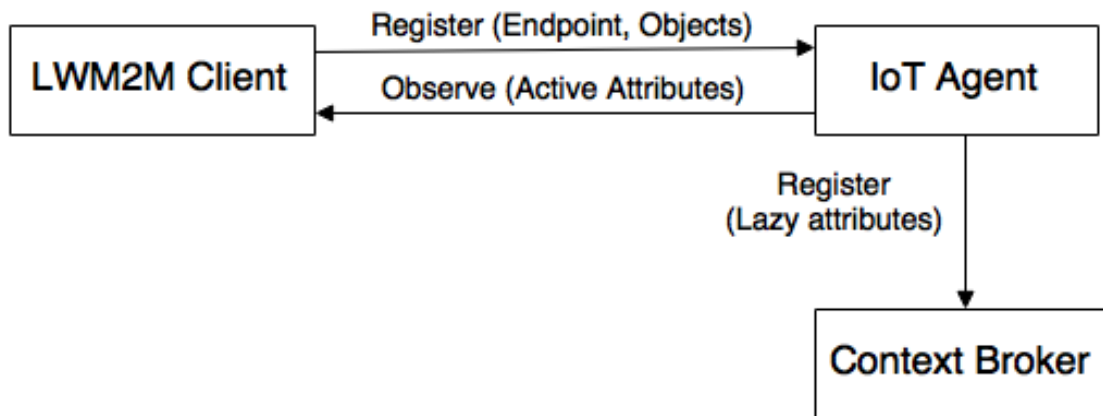 Register (Endpoint, Objects)
LWM2M Client
IoT Agent
Observe (Active Attributes)
Register
(Lazy attributes)
Context Broker